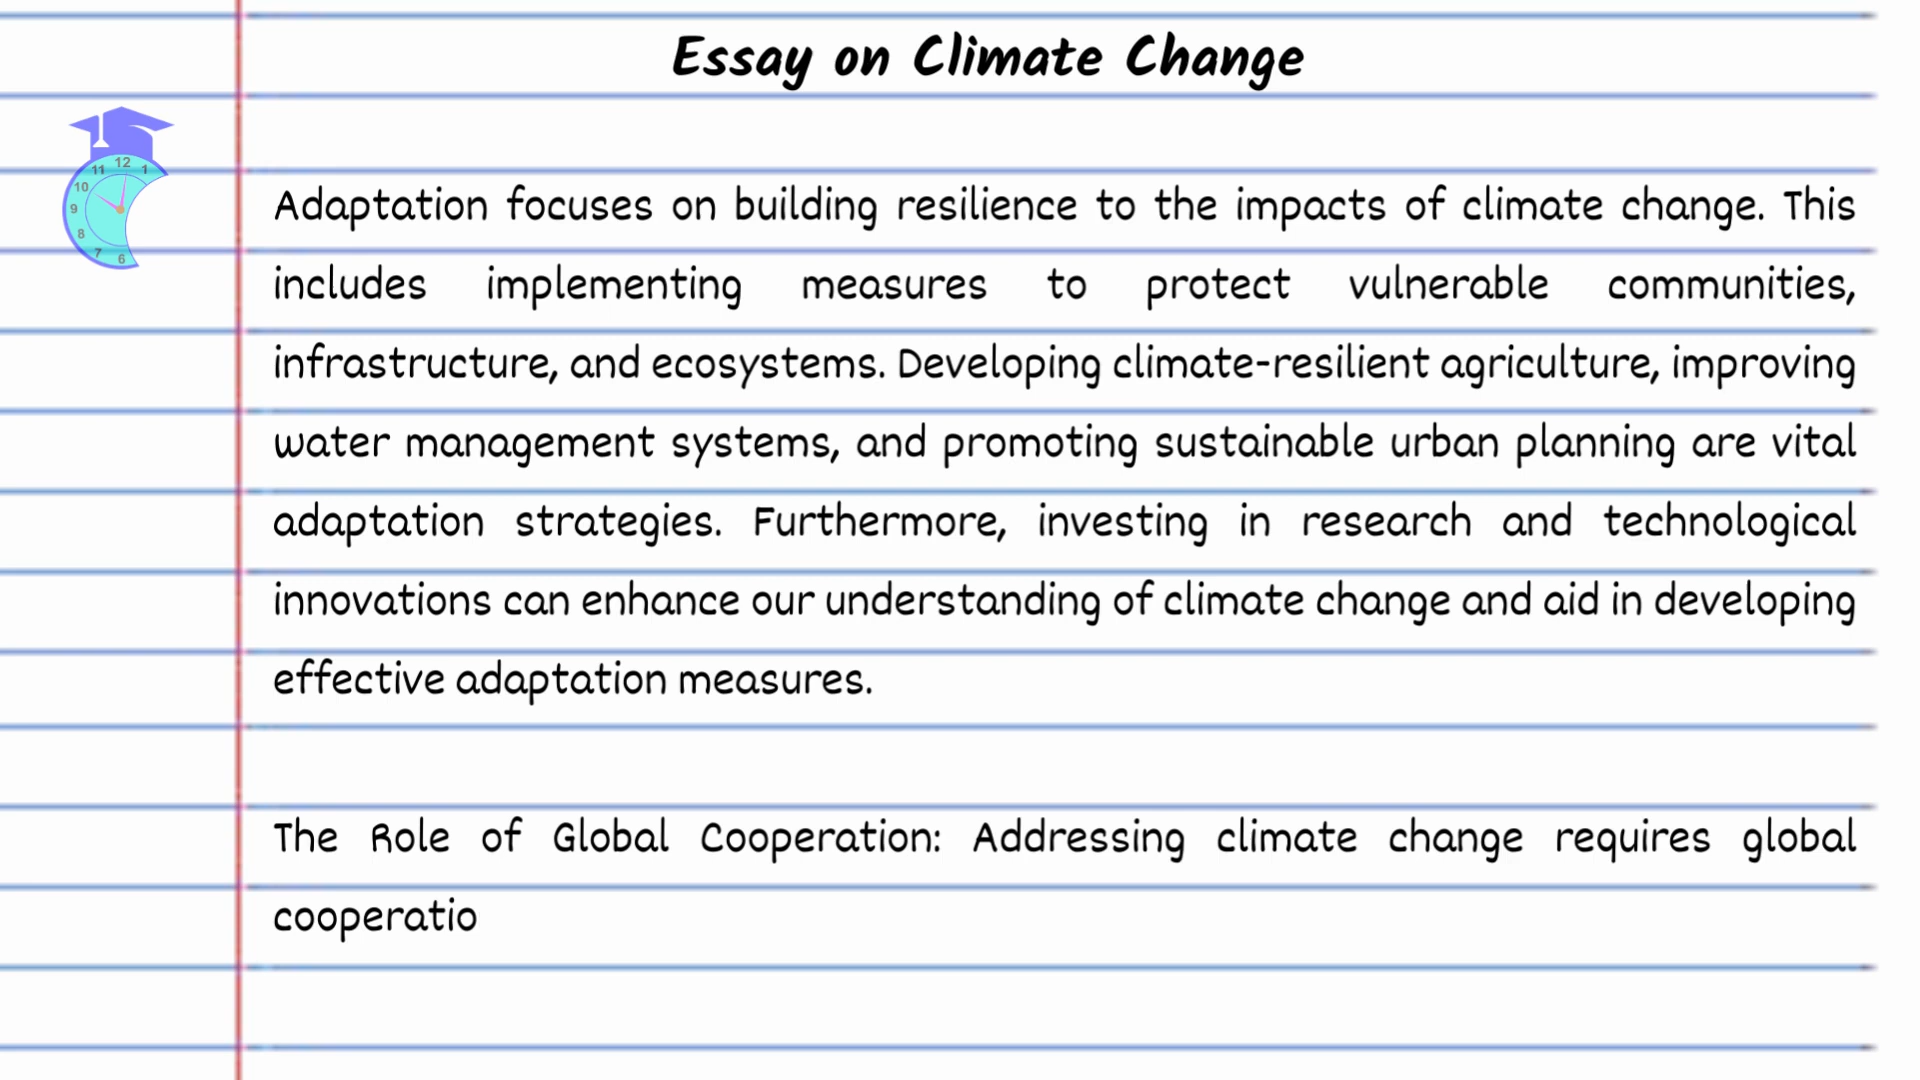 Essay on Climate Change
12
11 1
10
9
8
7
6
Adaptation focuses on building resilience to the impacts of climate change. This
includes implementing measures to protect vulnerable communities,
infrastructure, and ecosystems. Developing climate-resilient agriculture, improving
water management systems, and promoting sustainable urban planning are vital
adaptation strategies. Furthermore, investing in research and technological
innovations can enhance our understanding of climate change and aid in developing
effective adaptation measures.
The Role of Global Cooperation: Addressing climate change requires global
cooperatio